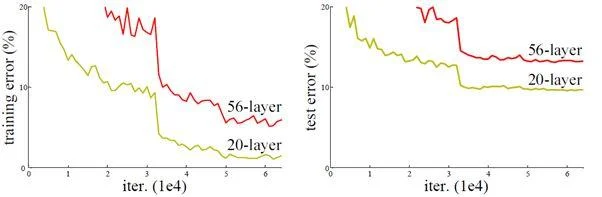 20
10
0
training error (%)
56-layer
20-layer
0 1 2 3 4 5 6
iter. (1e4)
20
10
0
test error (%)
56-layer
20-layer
0 1 2 3 4 5 6
iter. (1e4)